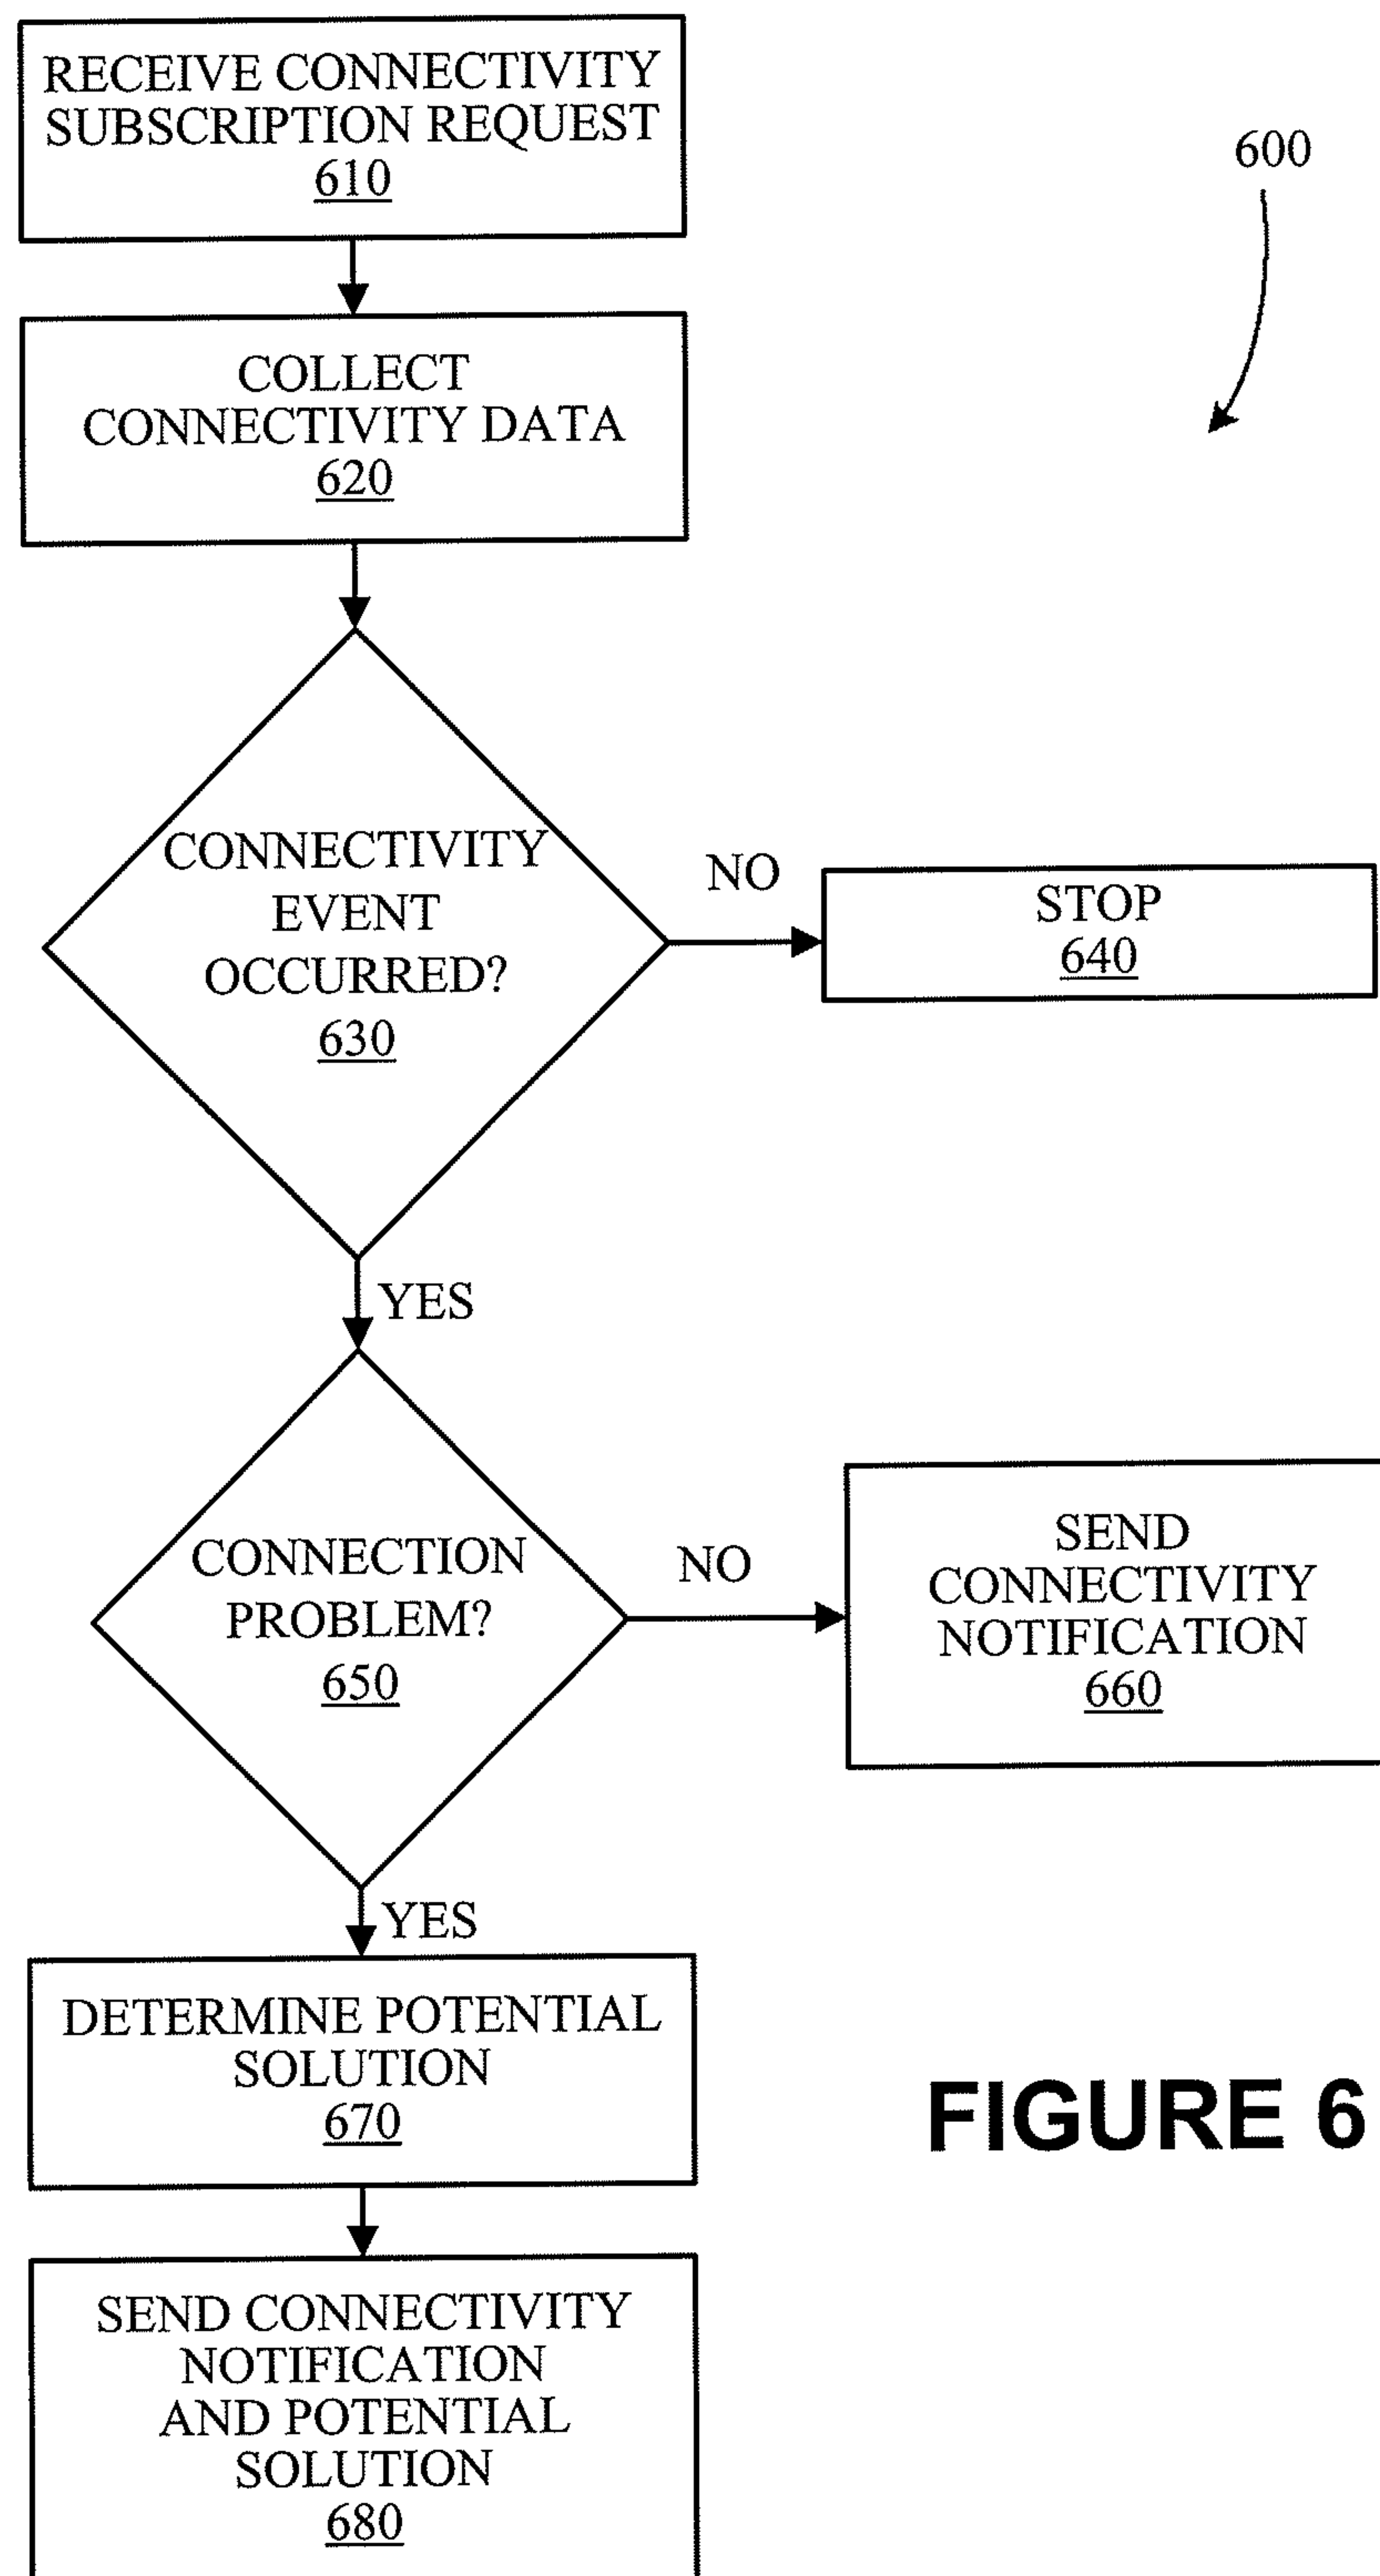 RECEIVE CONNECTIVITY
SUBSCRIPTION REQUEST
610
600
COLLECT
CONNECTIVITY DATA
620
CONNECTIVITY
EVENT
OCCURRED?
630
NO
STOP
640
YES
CONNECTION
PROBLEM?
650
NO
SEND
CONNECTIVITY
NOTIFICATION
660
YES
DETERMINE POTENTIAL
SOLUTION
670
FIGURE 6
SEND CONNECTIVITY
NOTIFICATION
AND POTENTIAL
SOLUTION
680